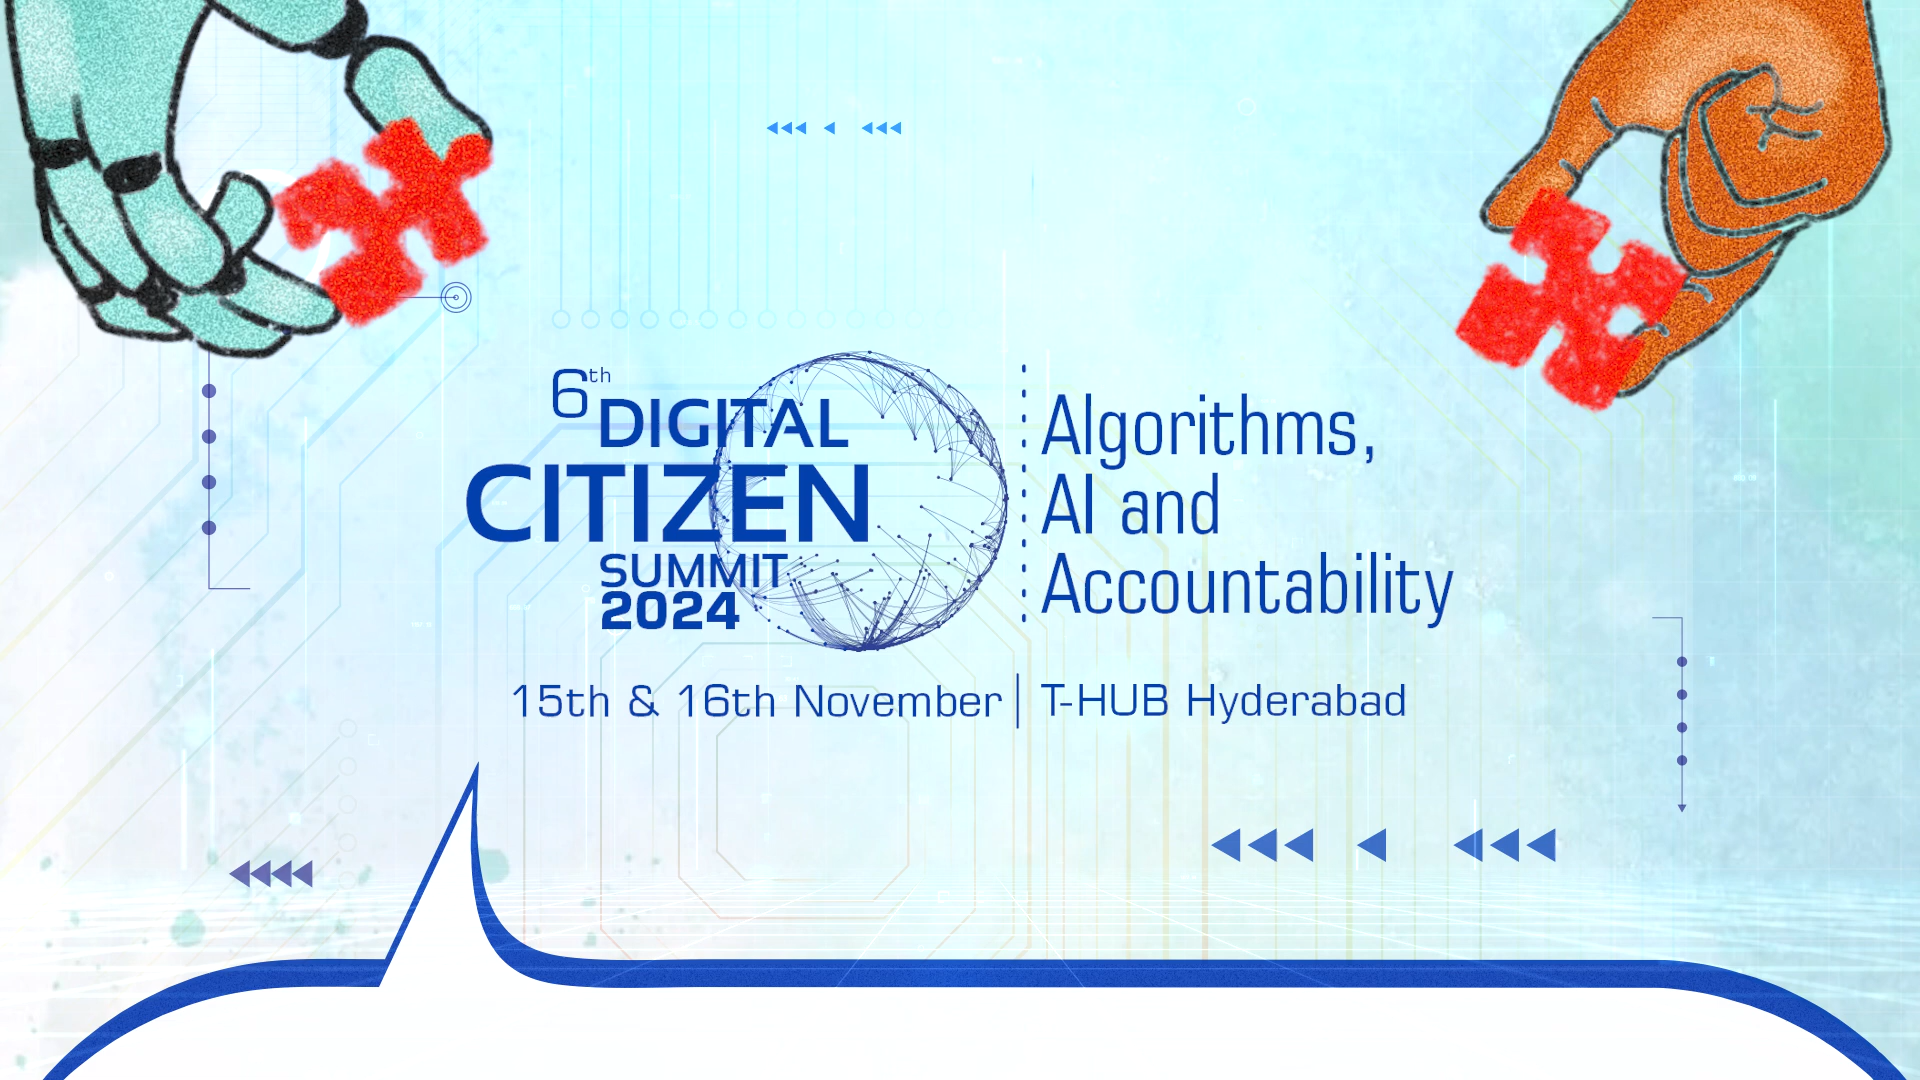 6th
DIGITAL
CITIZEN
SUMMIT
2024
Algorithms,
AI and
Accountability
15th & 16th November | T-HUB Hyderabad